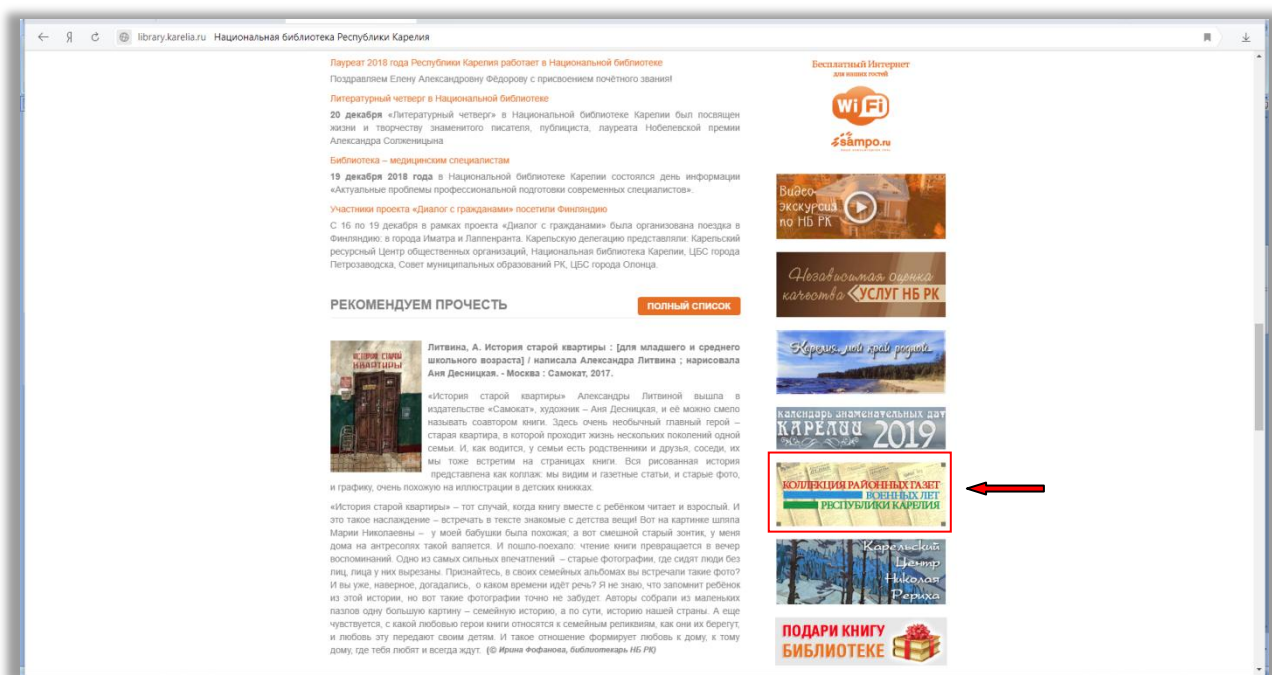 library.karelia.ru Национальная библиотека Республики Карелия
Лауреат 2018 года Республики Карелия работает в Национальной библиотеке
Поздравляем Елену Александровну Фёдорову с присвоением почётного звания!
Литературный четверг в Национальной библиотеке
20 декабря «Литературный четверг» в Национальной библиотеке Карелии был посвящен
жизни и творчеству знаменитого писателя, публициста, лауреата Нобелевской премии
Александра Солженицына
Библиотека – медицинским специалистам
19 декабря 2018 года в Национальной библиотеке Карелии состоялся день информации
«Актуальные проблемы профессиональной подготовки современных специалистов».
Участники проекта «Диалог с гражданами» посетили Финляндию
С 16 по 19 декабря в рамках проекта «Диалог с гражданами» была организована поездка в
Финляндию: в города Иматра и Лаппенранта. Карельскую делегацию представляли: Карельский
ресурсный Центр общественных организаций, Национальная библиотека Карелии, ЦБС города
Петрозаводска, Совет муниципальных образований РК, ЦБС города Олонца.
РЕКОМЕНДУЕМ ПРОЧЕСТЬ
ПОЛНЫЙ СПИСОК
ИСТОРИЯ СТАРОЙ
КВАРТИРЫ
Литвина, А. История старой квартиры : [для младшего и среднего
школьного возраста] / написала Александра Литвина ; нарисовала
Аня Десницкая. - Москва : Самокат, 2017.
«История старой квартиры» Александры Литвиной вышла в
издательстве «Самокат», художник – Аня Десницкая, и её можно смело
называть соавтором книги. Здесь очень необычный главный герой –
старая квартира, в которой проходит жизнь нескольких поколений одной
семьи. И, как водится, у семьи есть родственники и друзья, соседи, их
мы тоже встретим на страницах книги. Вся рисованная история
представлена как коллаж: мы видим и газетные статьи, и старые фото,
и графику, очень похожую на иллюстрации в детских книжках.
«История старой квартиры» – тот случай, когда книгу вместе с ребёнком читает и взрослый. И
это такое наслаждение – встречать в тексте знакомые с детства вещи! Вот на картинке шляпа
Марии Николаевны – у моей бабушки была похожая; а вот смешной старый зонтик, у меня
дома на антресолях такой валяется. И пошло-поехало: чтение книги превращается в вечер
воспоминаний. Одно из самых сильных впечатлений – старые фотографии, где сидят люди без
лиц, лица у них вырезаны. Признайтесь, в своих семейных альбомах вы встречали такие фото?
И вы уже, наверное, догадались, о каком времени идёт речь? Я не знаю, что запомнит ребёнок
из этой истории, но вот такие фотографии точно не забудет. Авторы собрали из маленьких
пазлов одну большую картину – семейную историю, а по сути, историю нашей страны. А еще
чувствуется, с какой любовью герои книги относятся к семейным реликвиям, как они их берегут,
и любовь эту передают своим детям. И такое отношение формирует любовь к дому, к тому
дому, где тебя любят и всегда ждут. (© Ирина Фофанова, библиотекарь НБ РК)
Бесплатный Интернет
для наших гостей
Wi Fi
sampo.ru
Видео-
экскурсия
по НБ РК
Независимая оценка
качества УСЛУГ НБ РК
Карелия, мой край родной...
календарь знаменательных дат
КАРЕЛИИ 2019
КОЛЛЕКЦИЯ РАЙОННЫХ ГАЗЕТ
ВОЕННЫХ ЛЕТ
РЕСПУБЛИКИ КАРЕЛИЯ
Карельский
Центр
Николая
Рериха
ПОДАРИ КНИГУ
БИБЛИОТЕКЕ